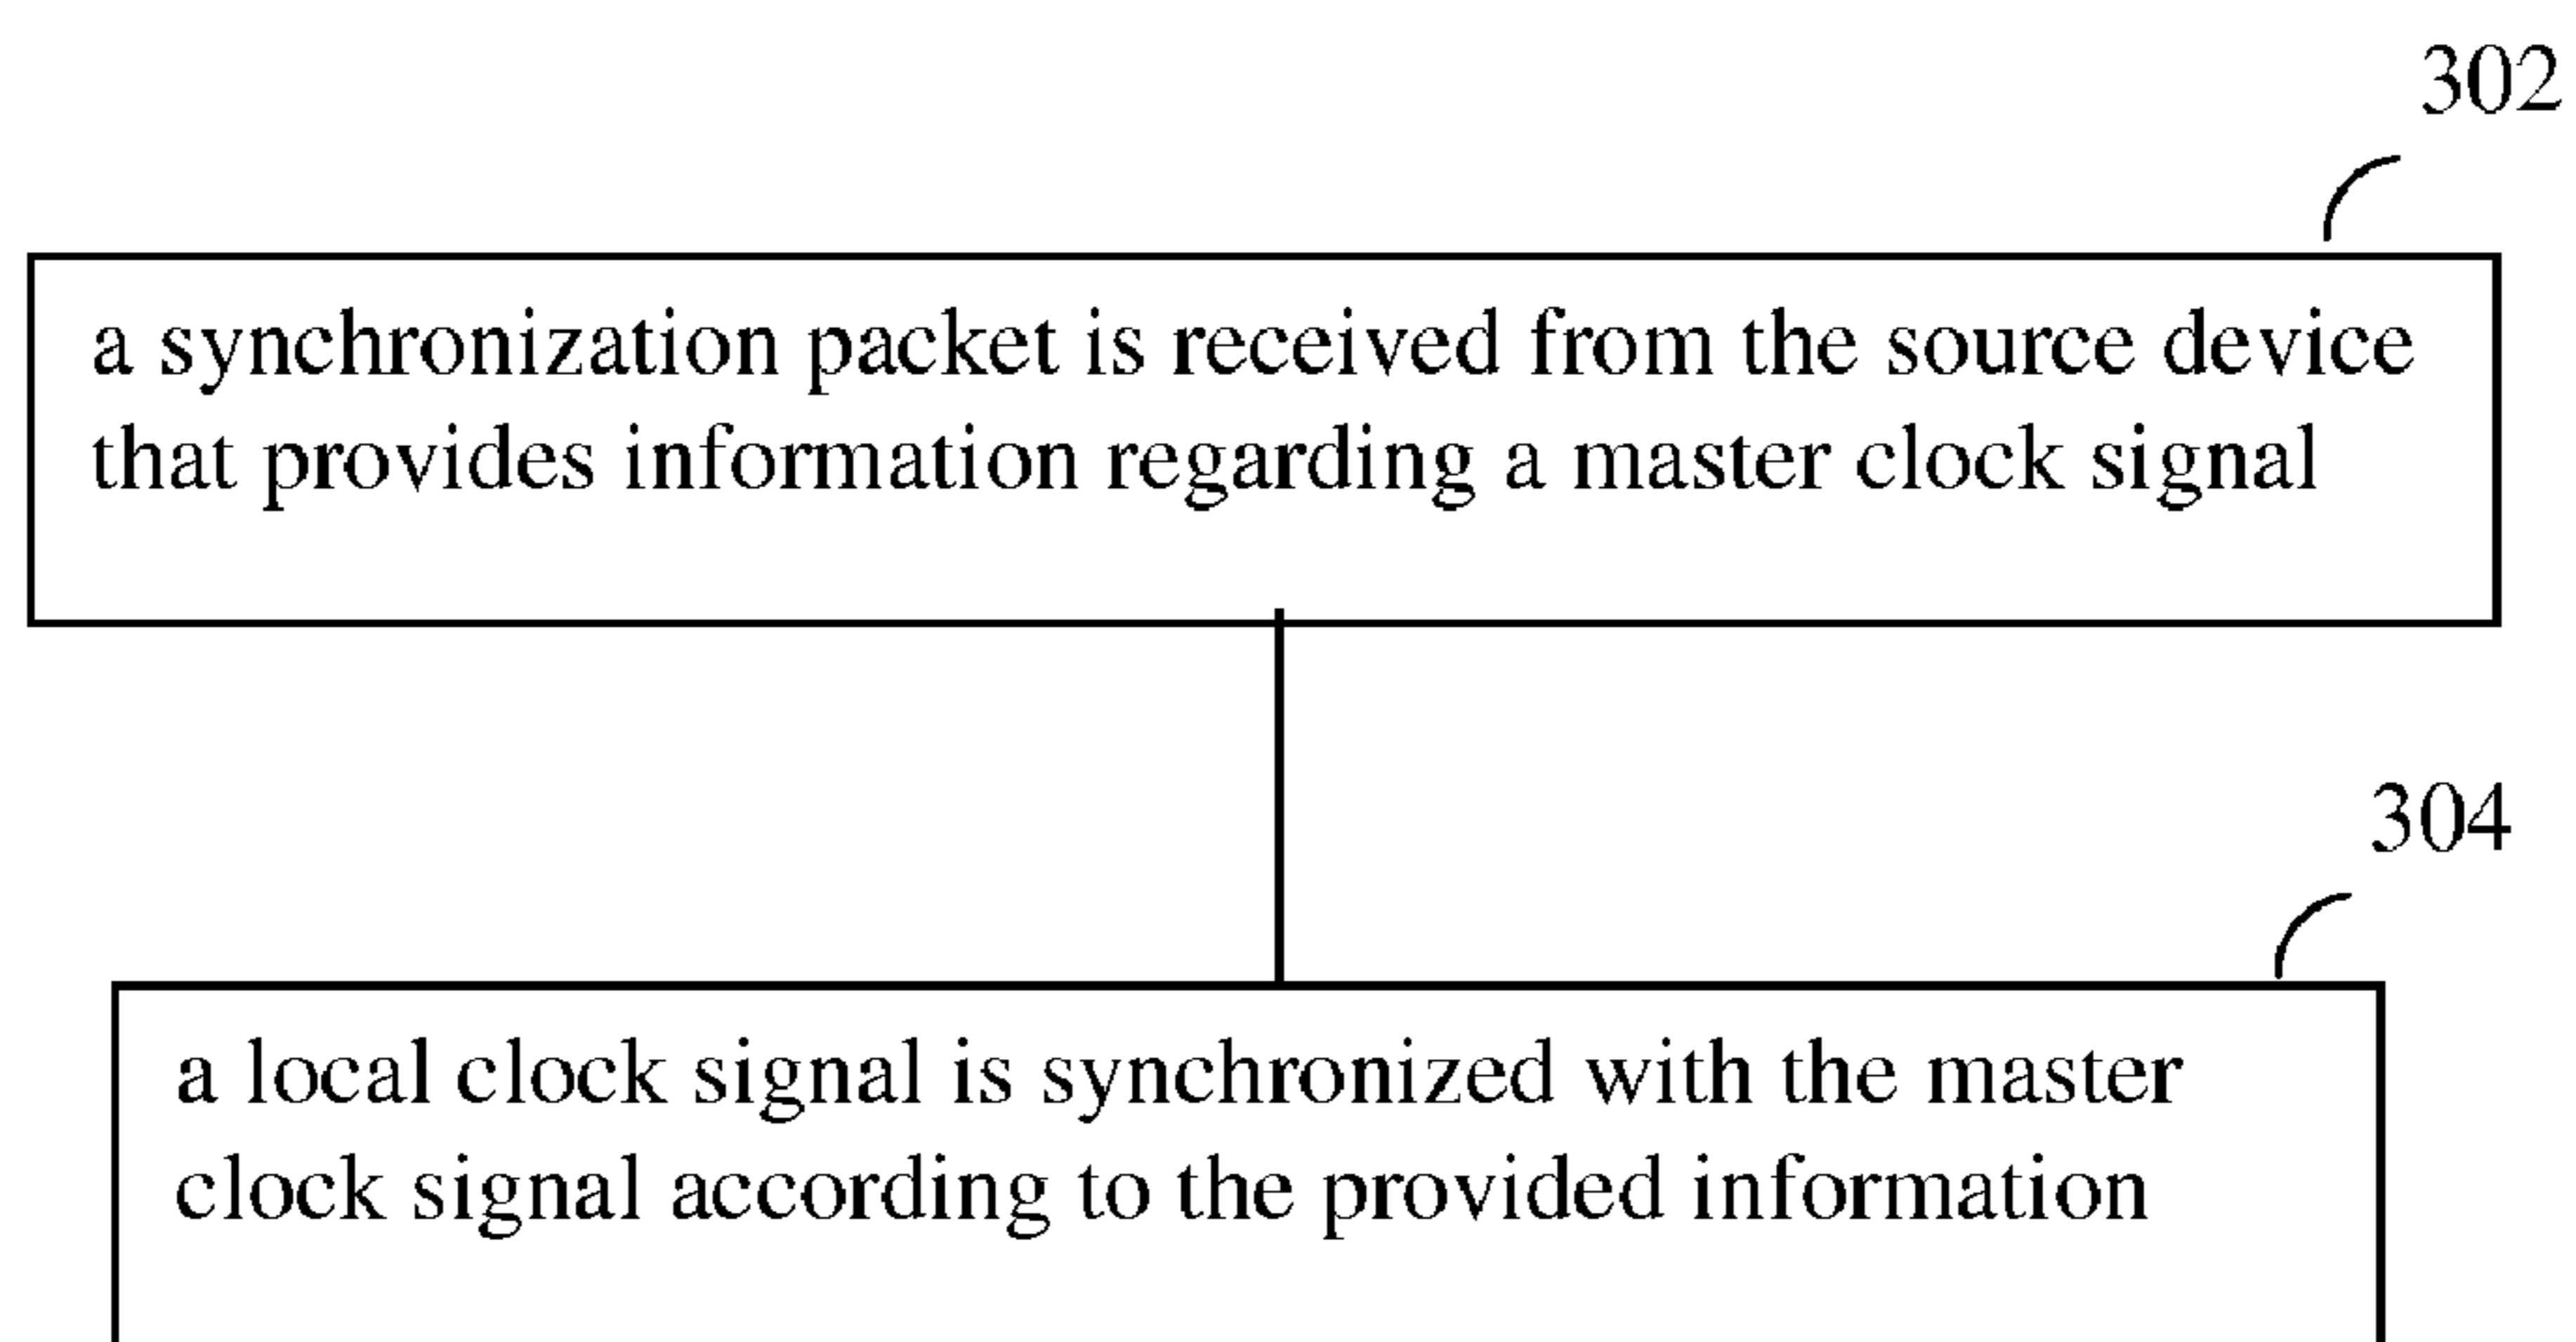 302
a synchronization packet is received from the source device
that provides information regarding a master clock signal
304
a local clock signal is synchronized with the master
clock signal according to the provided information